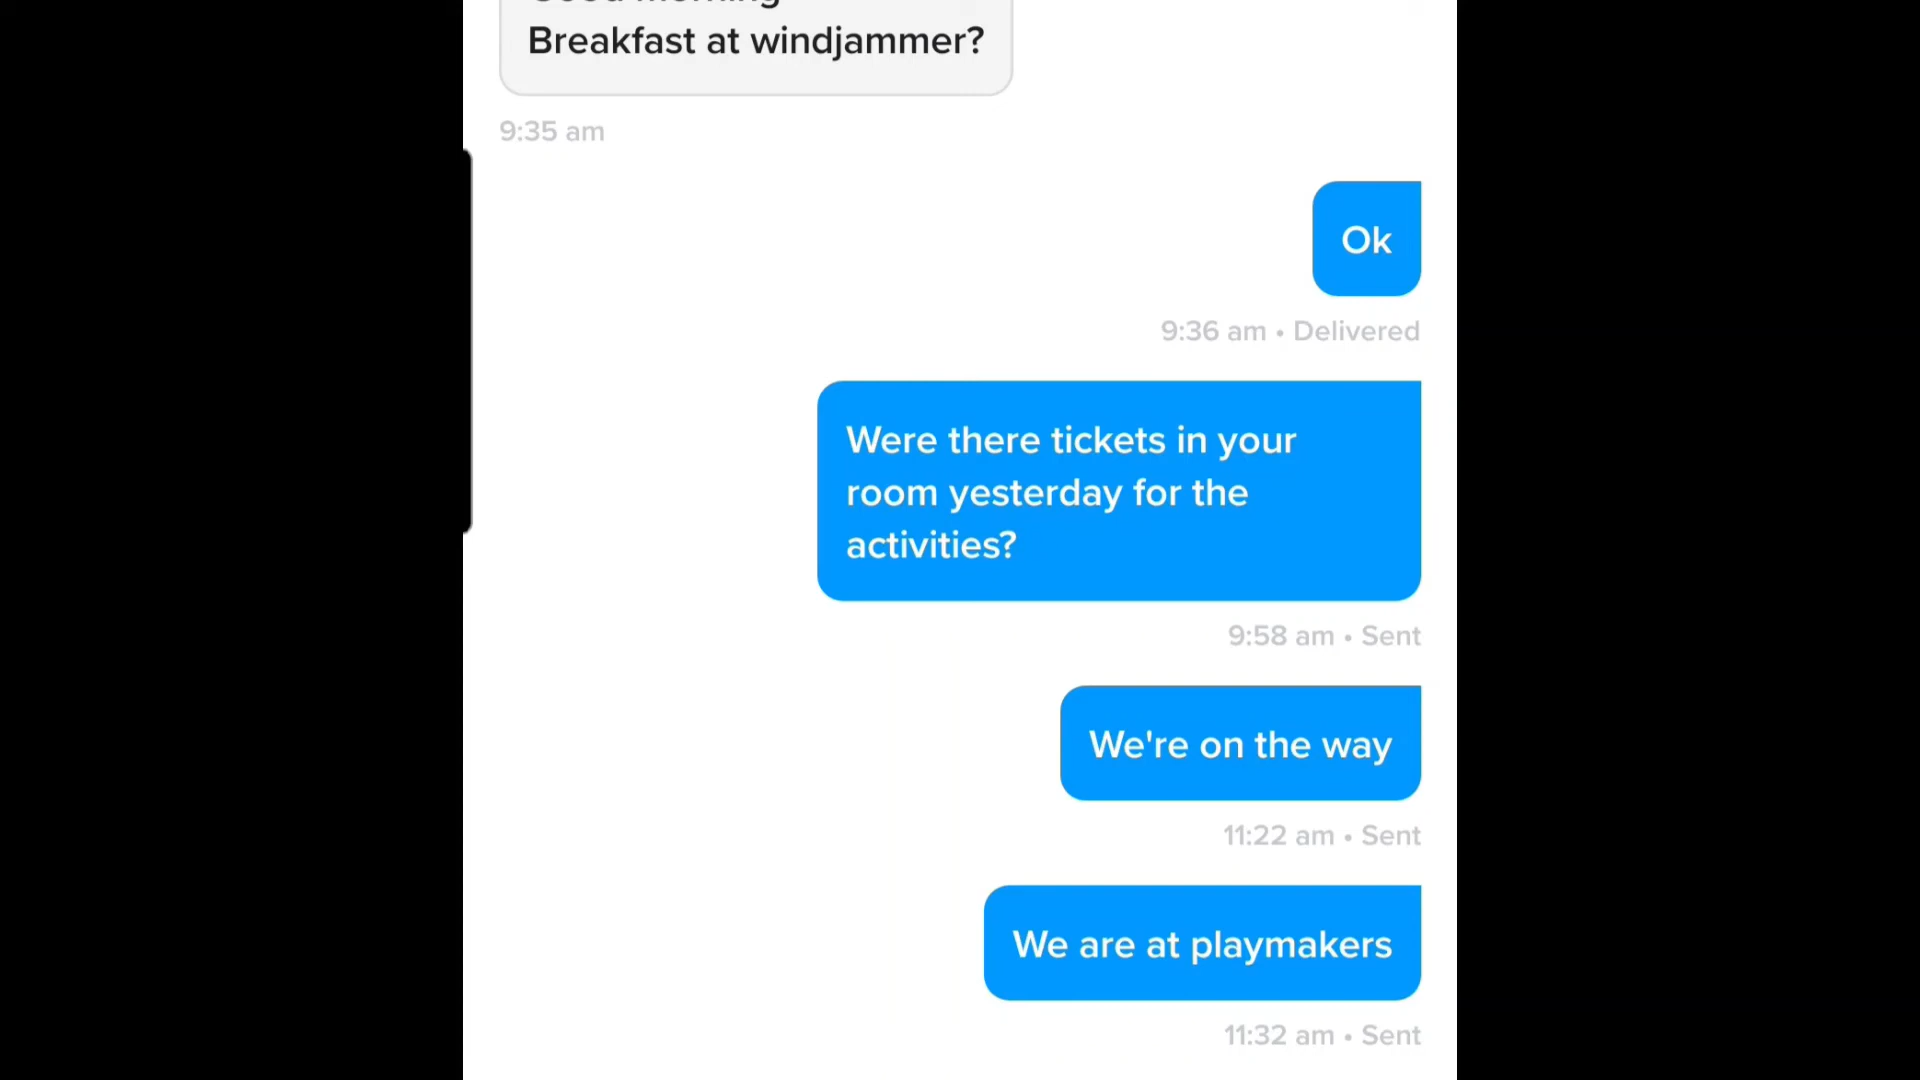 Good morning
Breakfast at windjammer?
9:35 am
Ok
9:36 am • Delivered
Were there tickets in your
room yesterday for the
activities?
9:58 am • Sent
We're on the way
11:22 am • Sent
We are at playmakers
11:32 am • Sent